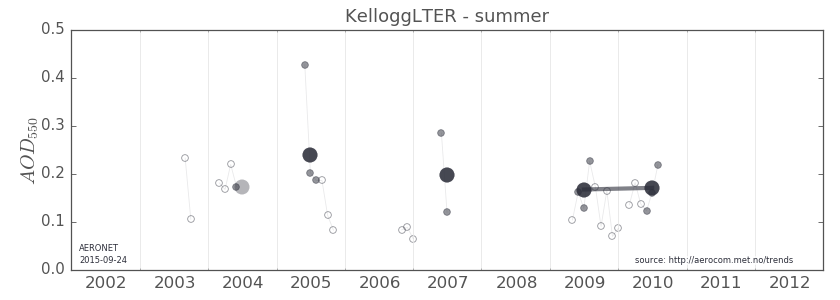 KelloggLTER - summer
0.5
0.4
0.3
0.2
0.1
0.0
AOD550
AERONET
2015-09-24
source: http://aerocom.met.no/trends
2002 2003 2004 2005 2006 2007 2008 2009 2010 2011 2012